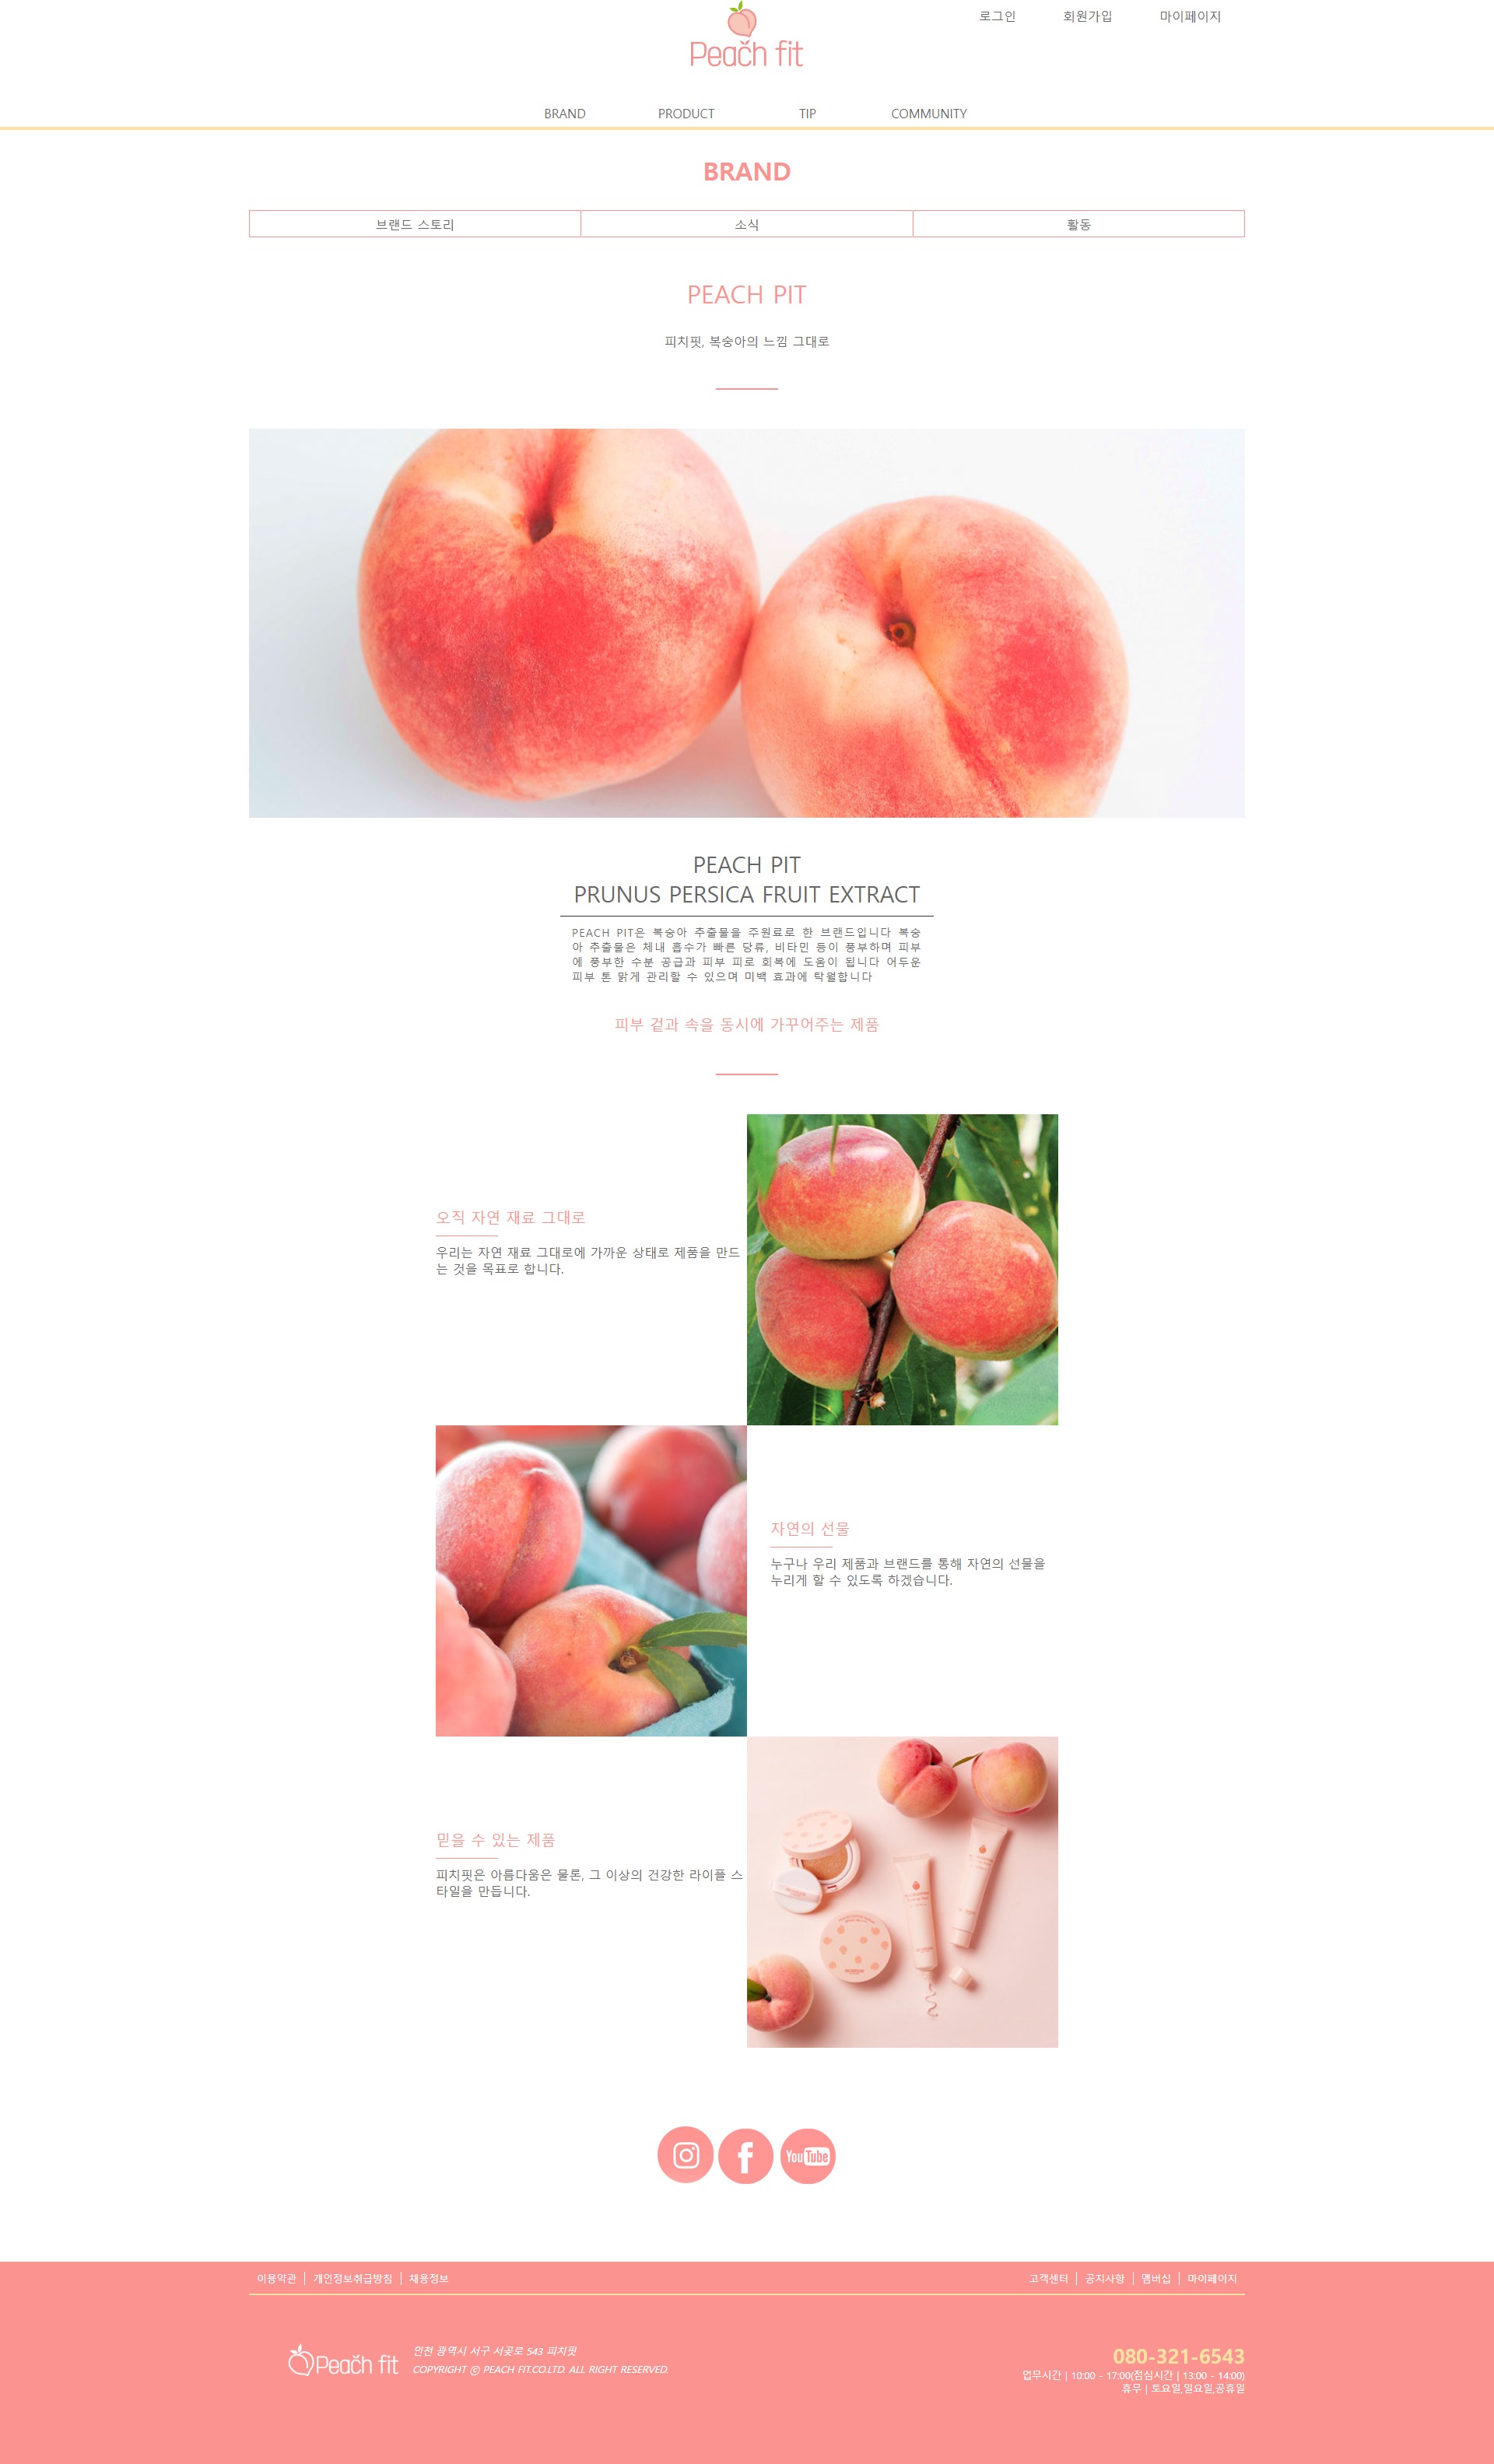 Peach fit
로그인 회원가입 마이페이지
BRAND PRODUCT TIP COMMUNITY
BRAND
브랜드 스토리 소식 활동
PEACH PIT
피치핏, 복숭아의 느낌 그대로
PEACH PIT
PRUNUS PERSICA FRUIT EXTRACT
PEACH PIT은 복숭아 추출물을 주원료로 한 브랜드입니다 복숭
아 추출물은 체내 흡수가 빠른 당류, 비타민 등이 풍부하며 피부
에 풍부한 수분 공급과 피부 피로 회복에 도움이 됩니다 어두운
피부 톤 맑게 관리할 수 있으며 미백 효과에 탁월합니다
피부 겉과 속을 동시에 가꾸어주는 제품
오직 자연 재료 그대로
우리는 자연 재료 그대로에 가까운 상태로 제품을 만드
는 것을 목표로 합니다.
자연의 선물
누구나 우리 제품과 브랜드를 통해 자연의 선물을
누리게 할 수 있도록 하겠습니다.
믿을 수 있는 제품
피치핏은 아름다움은 물론, 그 이상의 건강한 라이플 스
타일을 만듭니다.
You Tube
이용약관 개인정보취급방침 채용정보
고객센터 공지사항 멤버십 마이페이지
Peach fit
인천 광역시 서구 서곶로 543 피치핏
COPYRIGHT ⓒ PEACH FIT.CO.LTD. ALL RIGHT RESERVED.
080-321-6543
업무시간 | 10:00 - 17:00(점심시간 | 13:00 - 14:00)
휴무 | 토요일,일요일,공휴일